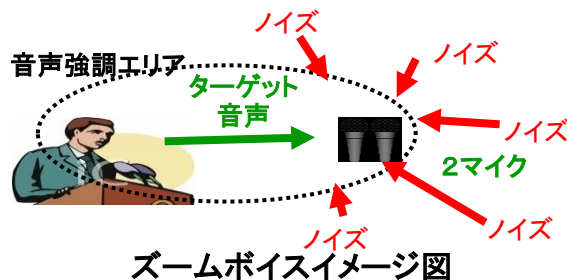 ノイズ
ノイズ
音声強調エリア
ターゲット
音声
ノイズ
2マイク
ノイズ
ノイズ
ズームボイスイメージ図